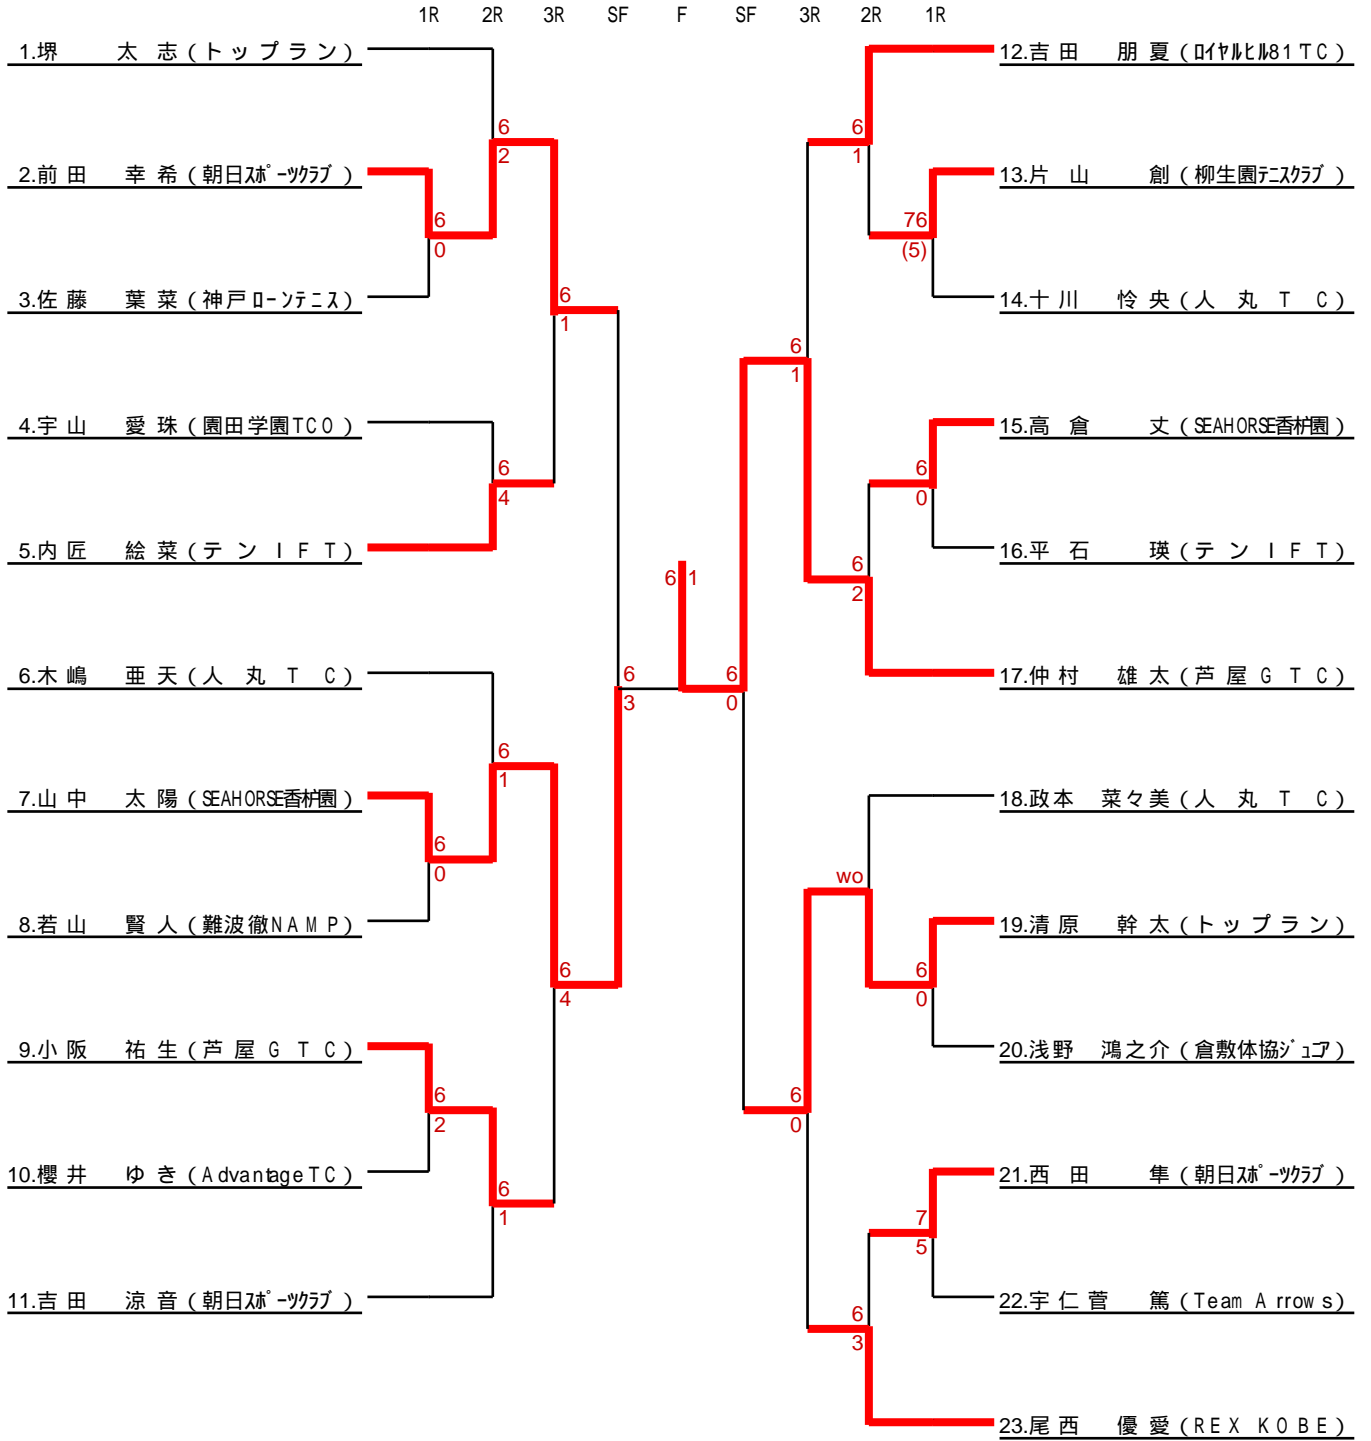 1R 2R 3R SF F SF 3R 2R 1R
1.堺 太 志 (ト ッ プ ラ ン)
2.前田 幸 希 (朝日ｽﾎﾟｰﾂｸﾗﾌﾞ)
3.佐 藤 葉 菜 (神戸ﾛｰﾝテニス)
4.宇 山 愛 珠 (園田学園TCO)
5.内 匠 絵 菜 (テ ン I F T)
6.木 嶋 亜 天 (人 丸 T C)
7.山 中 太 陽 (SEAHORSE香枦園)
8.若 山 賢 人 (難波徹NAMP)
9.小 阪 祐 生 (芦 屋 G T C)
10.櫻 井 ゆ き (AdvantageTC)
11.吉 田 涼 音 (朝日ｽﾎﾟｰﾂｸﾗﾌﾞ)
6
2
6
0
6
1
6
4
6
1
6
0
6
4
6
2
6
1
6
3
6 1
6
0
6
1
76
(5)
6
1
6
0
6
2
wo
6
0
6
0
7
5
6
3
12.吉 田 朋 夏 (ﾛｲﾔﾙﾋﾙ81'TC)
13.片 山 創 (柳生園ﾃﾆｽｸﾗﾌﾞ)
14.十 川 怜 央 (人 丸 T C)
15.高 倉 丈 (SEAHORSE香枦園)
16.平 石 瑛 (テ ン I F T)
17.仲 村 雄 太 (芦 屋 G T C)
18.政本 菜々美 (人 丸 T C)
19.清 原 幹 太 (ト ッ プ ラ ン)
20.浅野 鴻之介 (倉敷体協ｼﾞｭﾆｱ)
21.西 田 隼 (朝日ｽﾎﾟｰﾂｸﾗﾌﾞ)
22.宇 仁 菅 篤 (Team Arrows)
23.尾 西 優 愛 (REX KOBE)